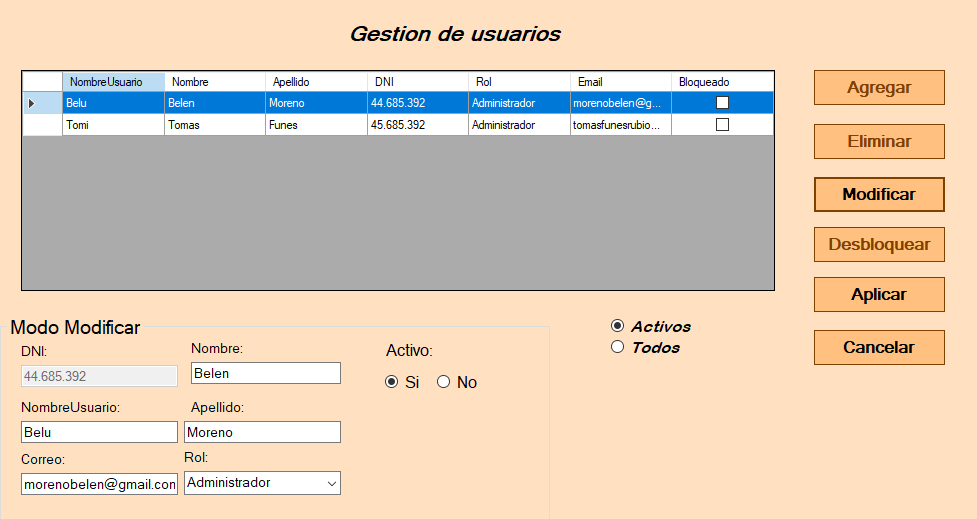 Gestion de usuarios
NombreUsuario Nombre Apellido DNI Rol Email Bloqueado
Belu Belen Moreno 44.685.392 Administrador morenobelen@g...
Tomi Tomas Funes 45.685.392 Administrador tomasfunesrubio...
Agregar
Eliminar
Modificar
Desbloquear
Aplicar
Cancelar
Activos
Todos
Modo Modificar
DNI: Nombre: Activo:
44.685.392 Belen Si No
NombreUsuario: Apellido:
Belu Moreno
Correo: Rol:
morenobelen@gmail.con Administrador